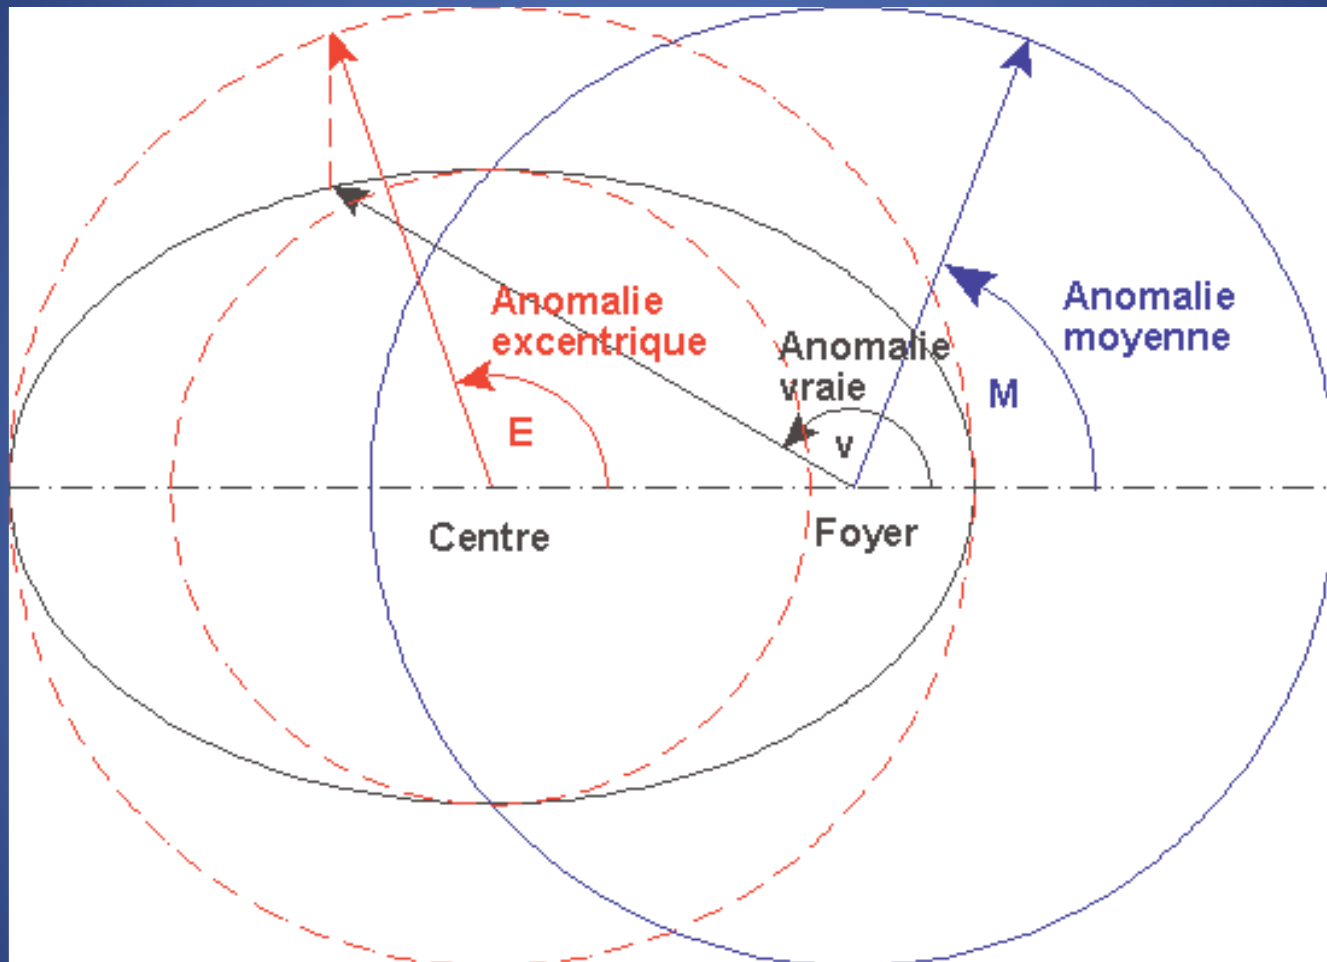 Anomalie
excentrique
E
Anomalie
vraie
v
Anomalie
moyenne
M
Centre
Foyer